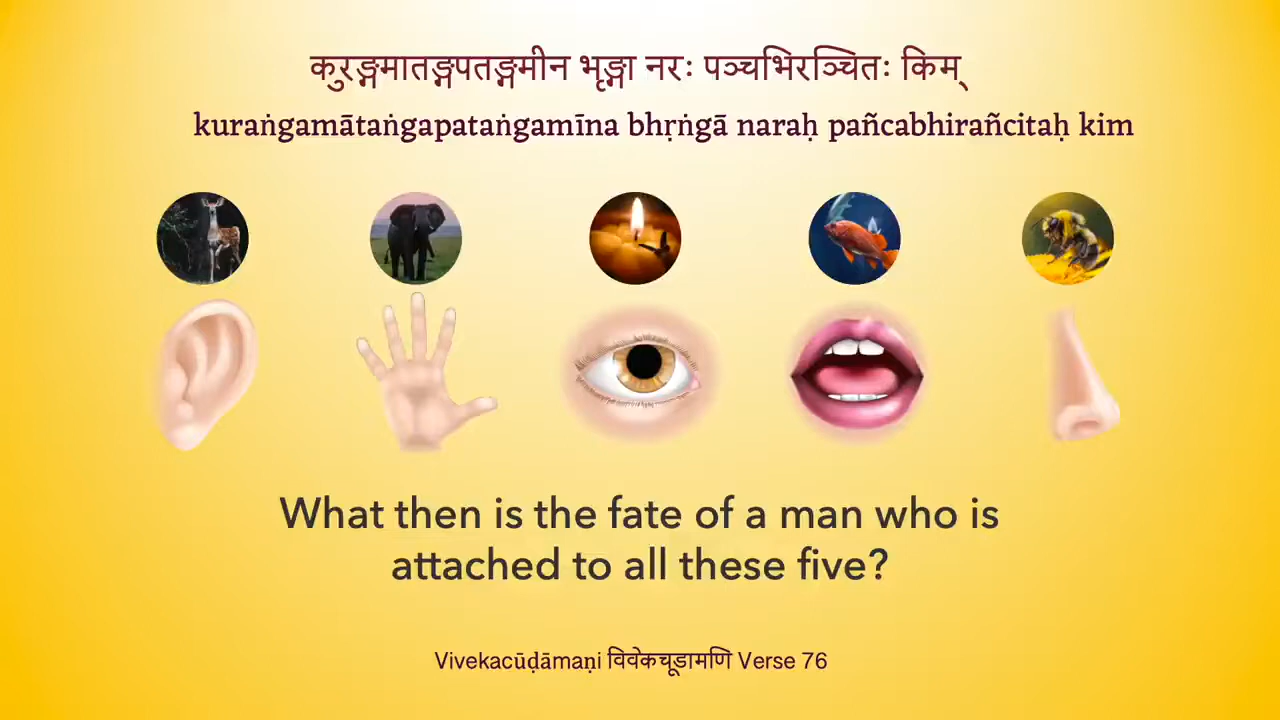 कुरङ्गमातङ्गपतङ्गमीन भृङ्गा नरः पञ्चभिरञ्चितः किम्
kuraṅgamātaṅgapataṅgamīna bhṛṅgā naraḥ pañcabhirañcitaḥ kim
What then is the fate of a man who is
attached to all these five?
Vivekacūḍāmaṇi विवेकचूडामणि Verse 76